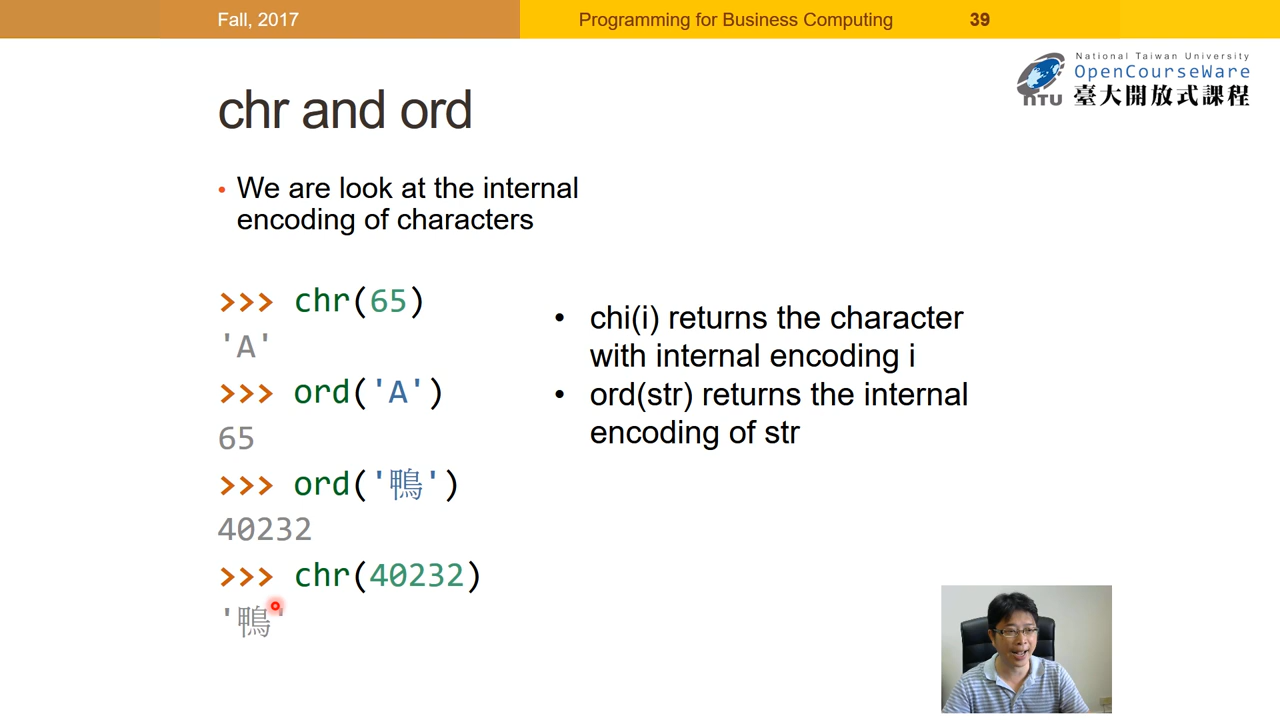 Fall, 2017
Programming for Business Computing
39
National Taiwan University
OpenCourseWare
NTU
臺大開放式課程
chr and ord
• We are look at the internal
encoding of characters
>>> chr(65)
'A'
>>> ord('A')
65
>>> ord('鴨')
40232
>>> chr(40232)
'鴨'
• chi(i) returns the character
with internal encoding i
• ord(str) returns the internal
encoding of str